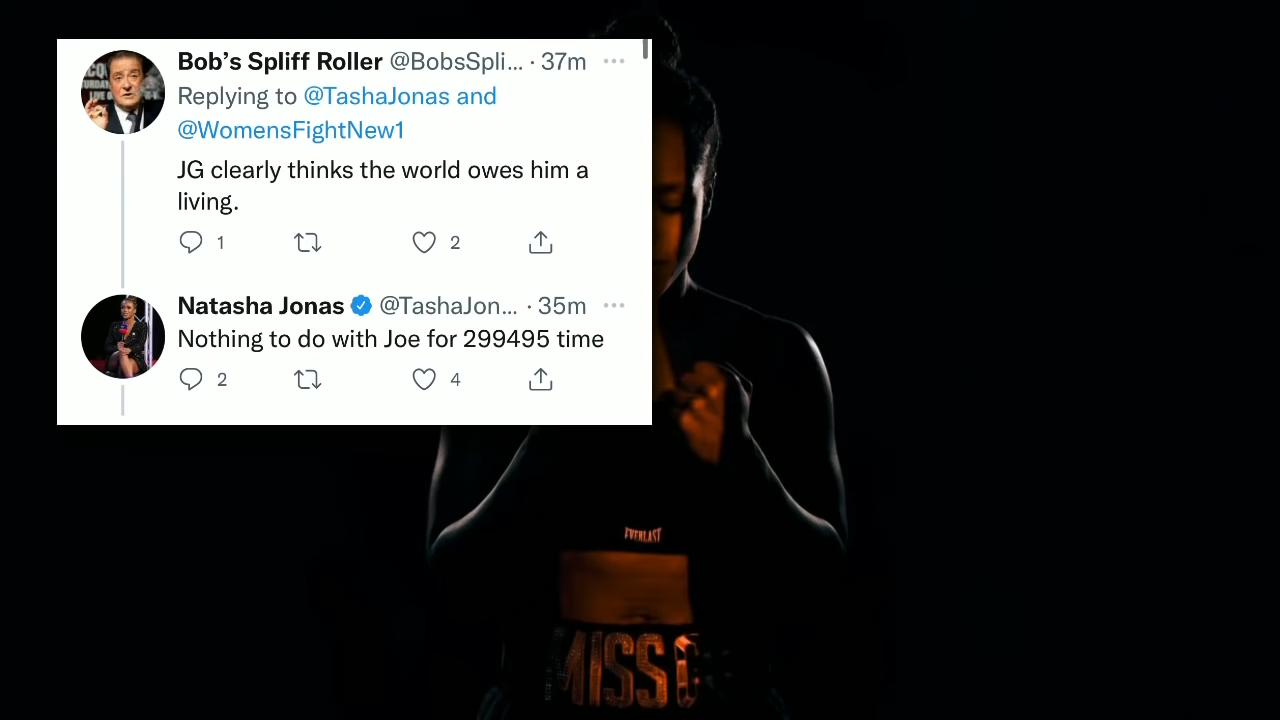 Bob’s Spliff Roller @BobsSpli... · 37m
Replying to @TashaJonas and
@WomensFightNew1
JG clearly thinks the world owes him a
living.
1 2
Natasha Jonas @TashaJon... · 35m
Nothing to do with Joe for 299495 time
2 4
EVERLAST
MISS